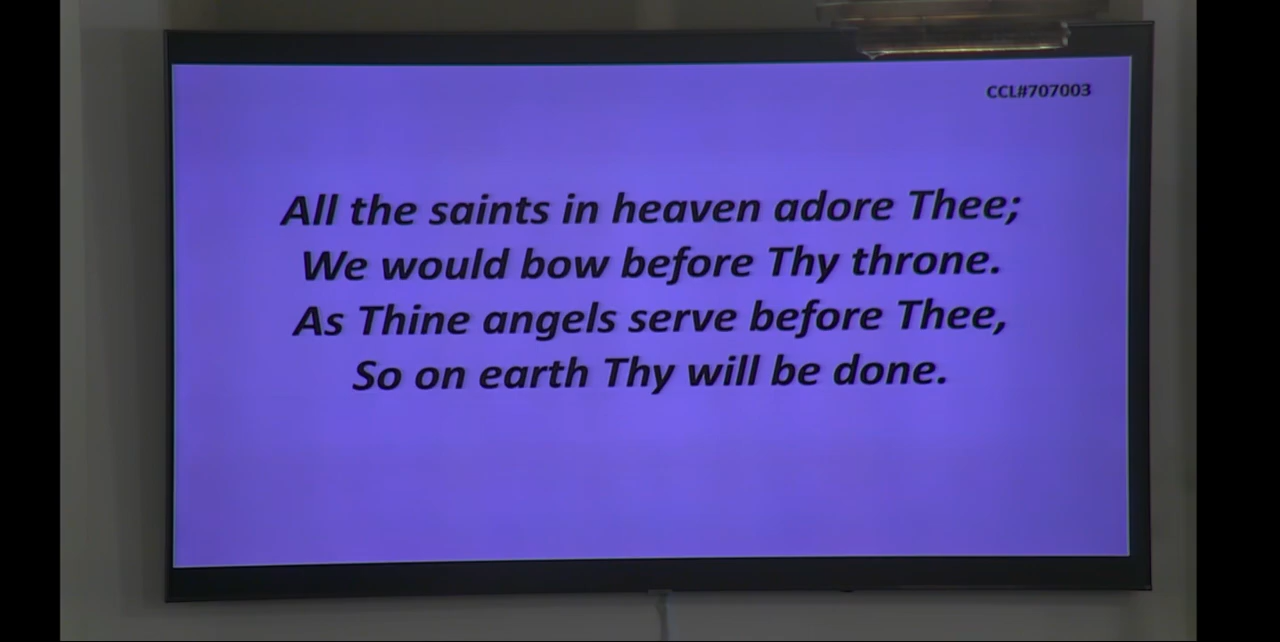 CCL#707003
All the saints in heaven adore Thee;
We would bow before Thy throne.
As Thine angels serve before Thee,
So on earth Thy will be done.